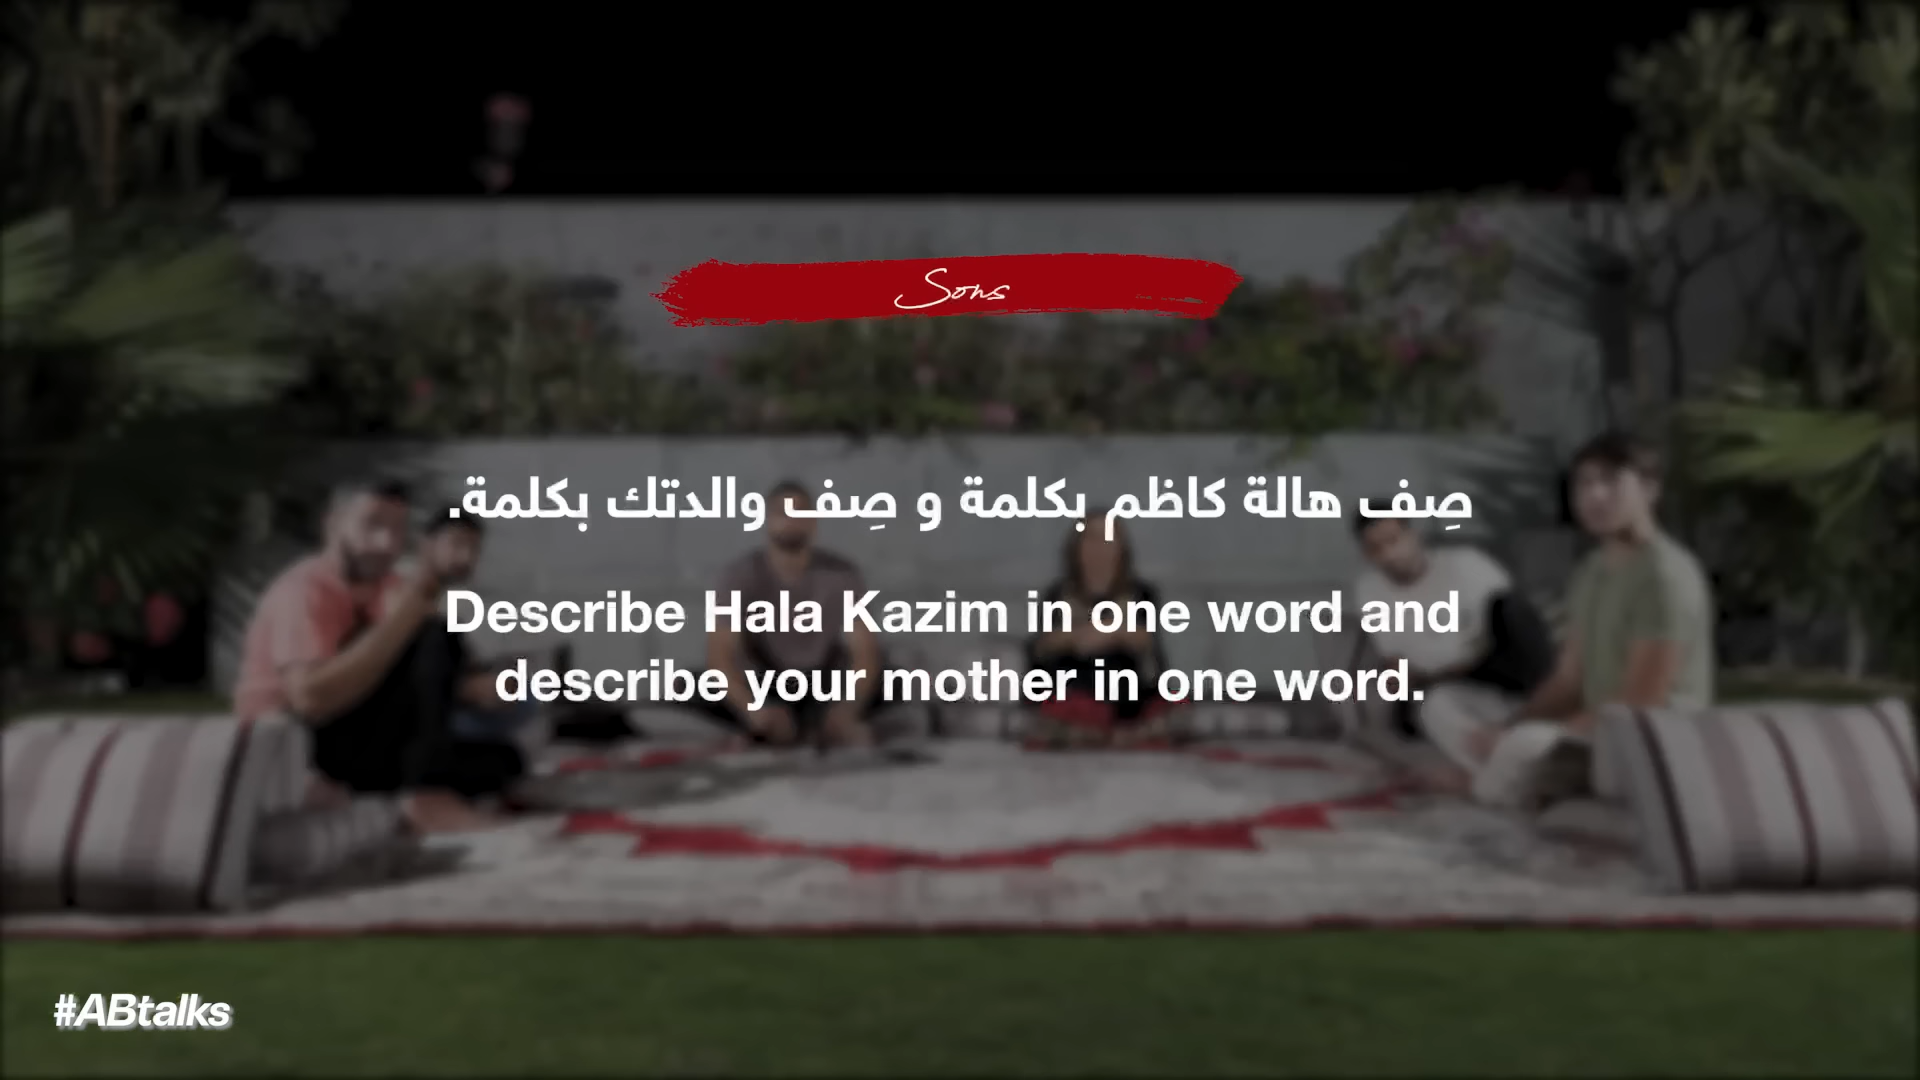 Sons
صِف هالة كاظم بكلمة و صِف والدتك بكلمة.
Describe Hala Kazim in one word and
describe your mother in one word.
#ABtalks